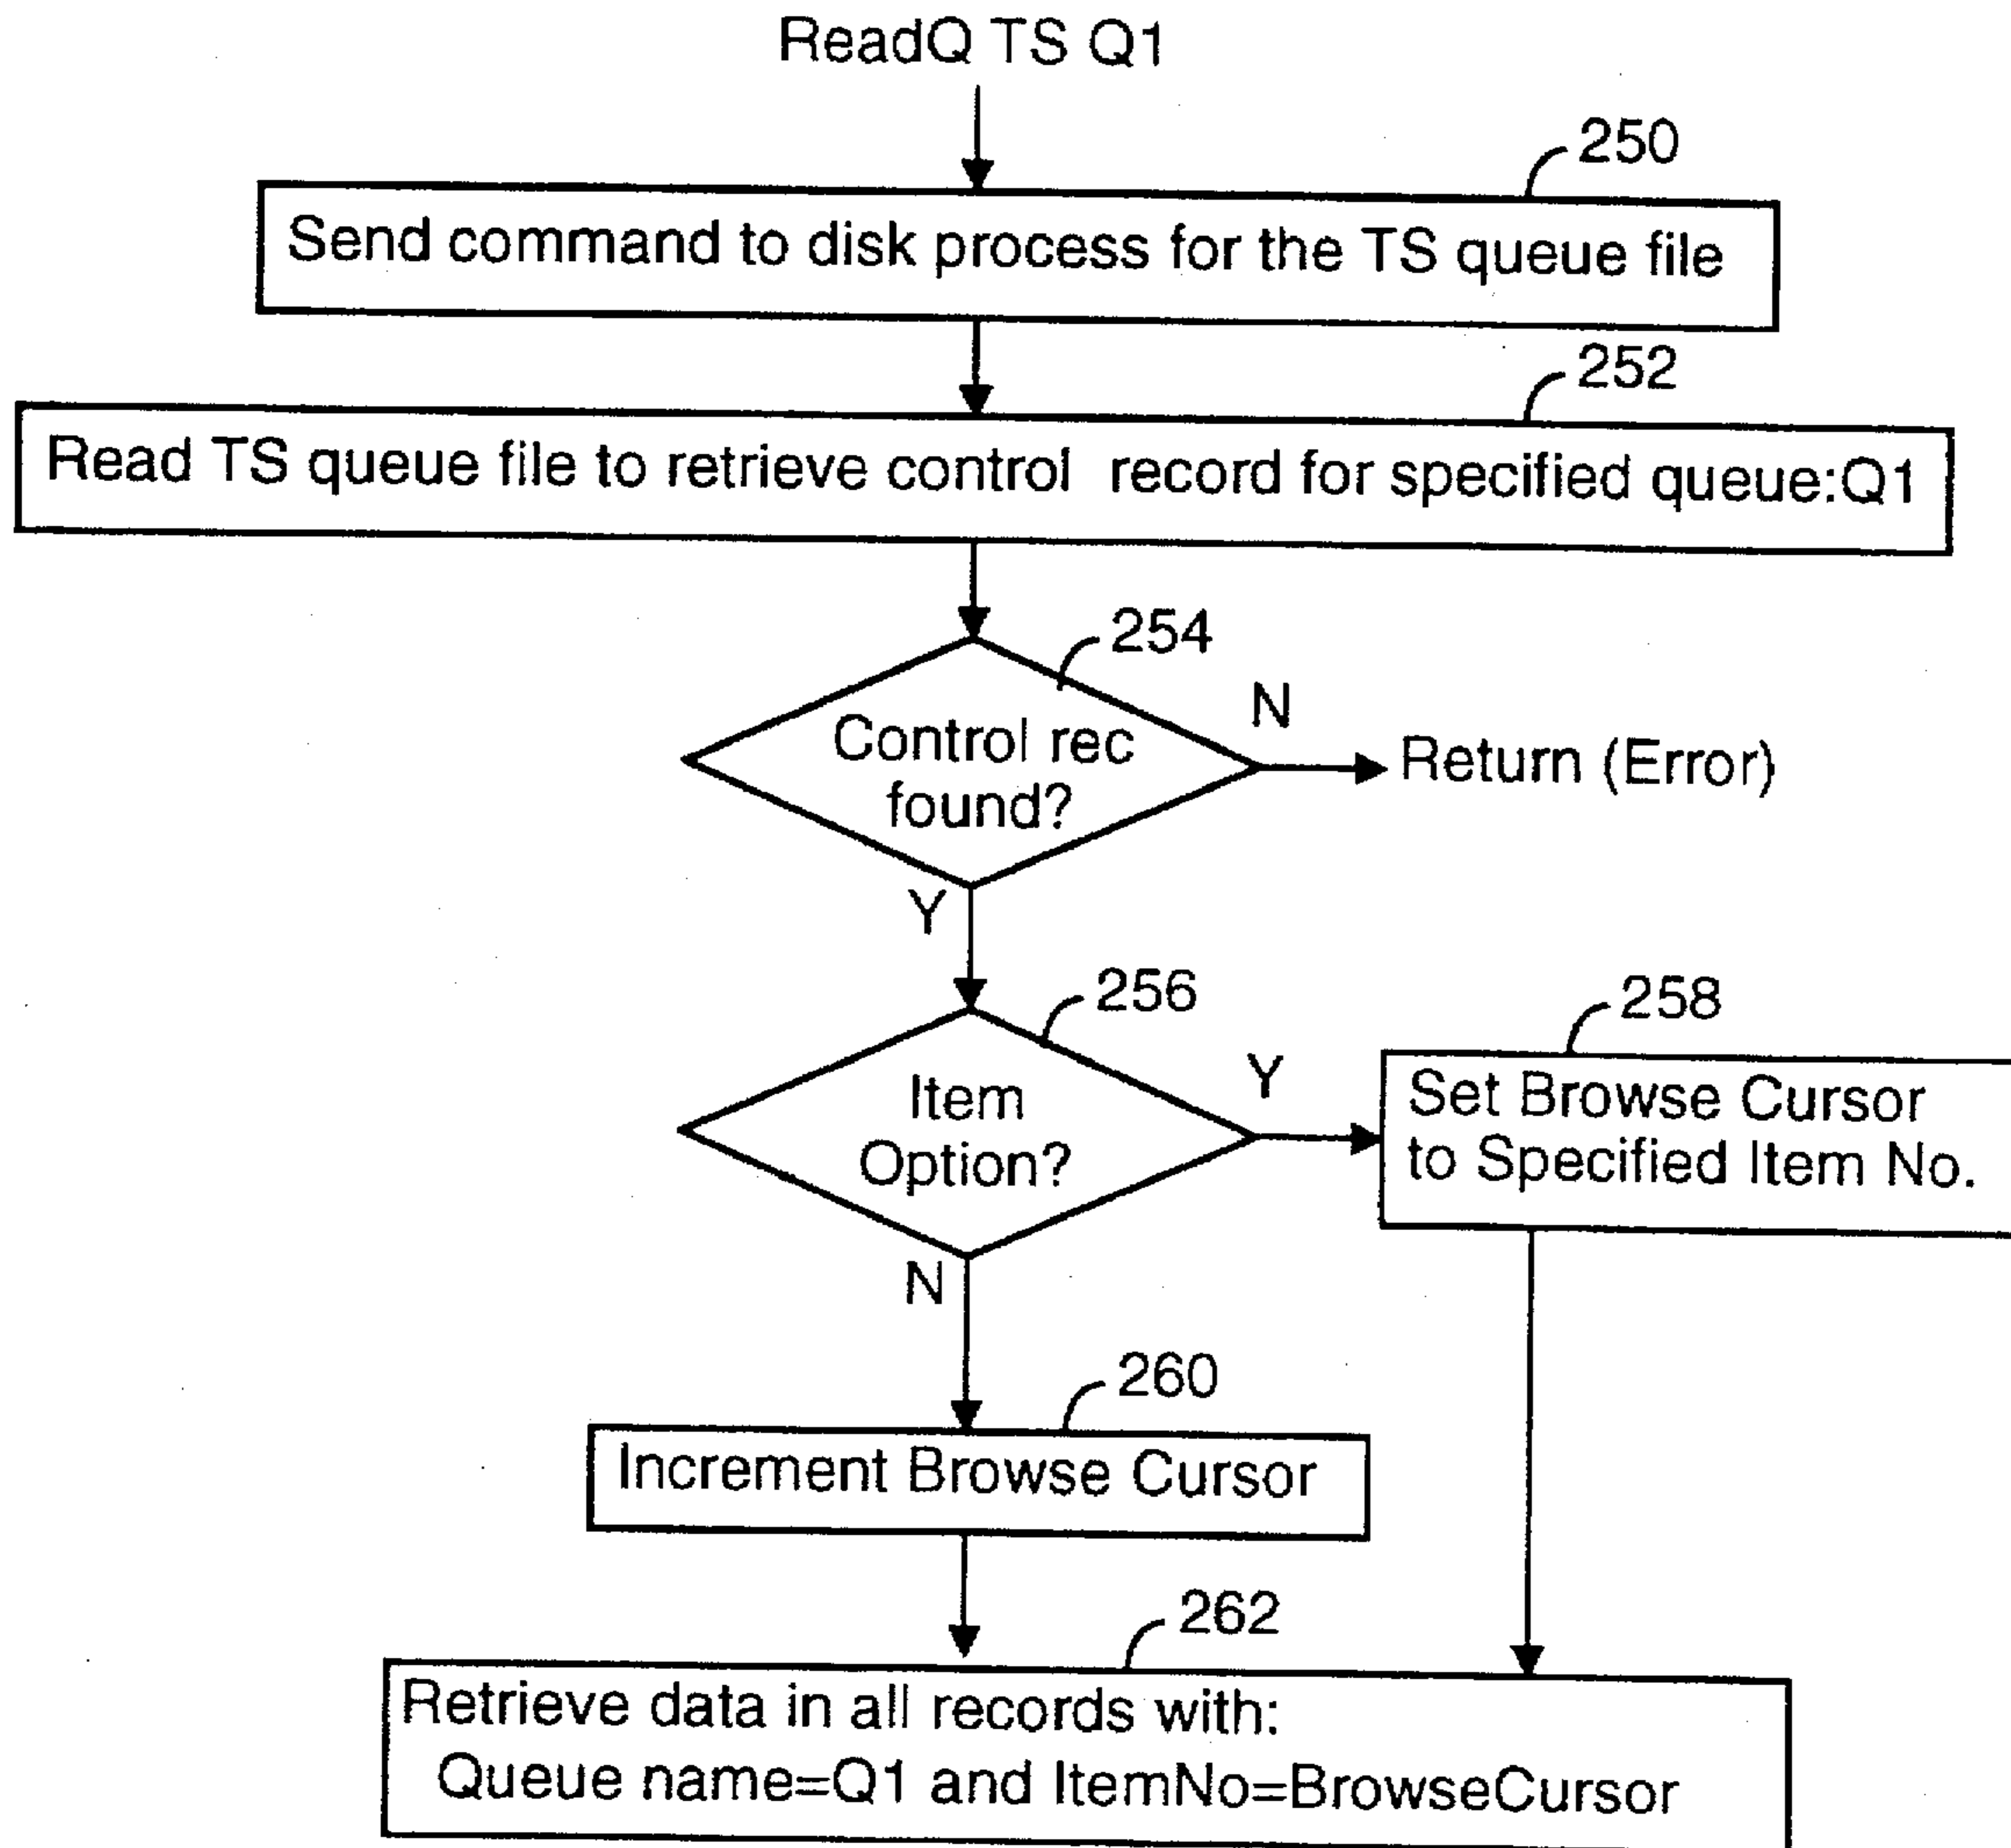 ReadQ TS Q1
250
Send command to disk process for the TS queue file
252
Read TS queue file to retrieve control record for specified queue:Q1
254
Control rec
found?
N
Return (Error)
Y
256
Item
Option?
Y
258
Set Browse Cursor
to Specified Item No.
N
260
Increment Browse Cursor
262
Retrieve data in all records with:
Queue name=Q1 and ItemNo=BrowseCursor